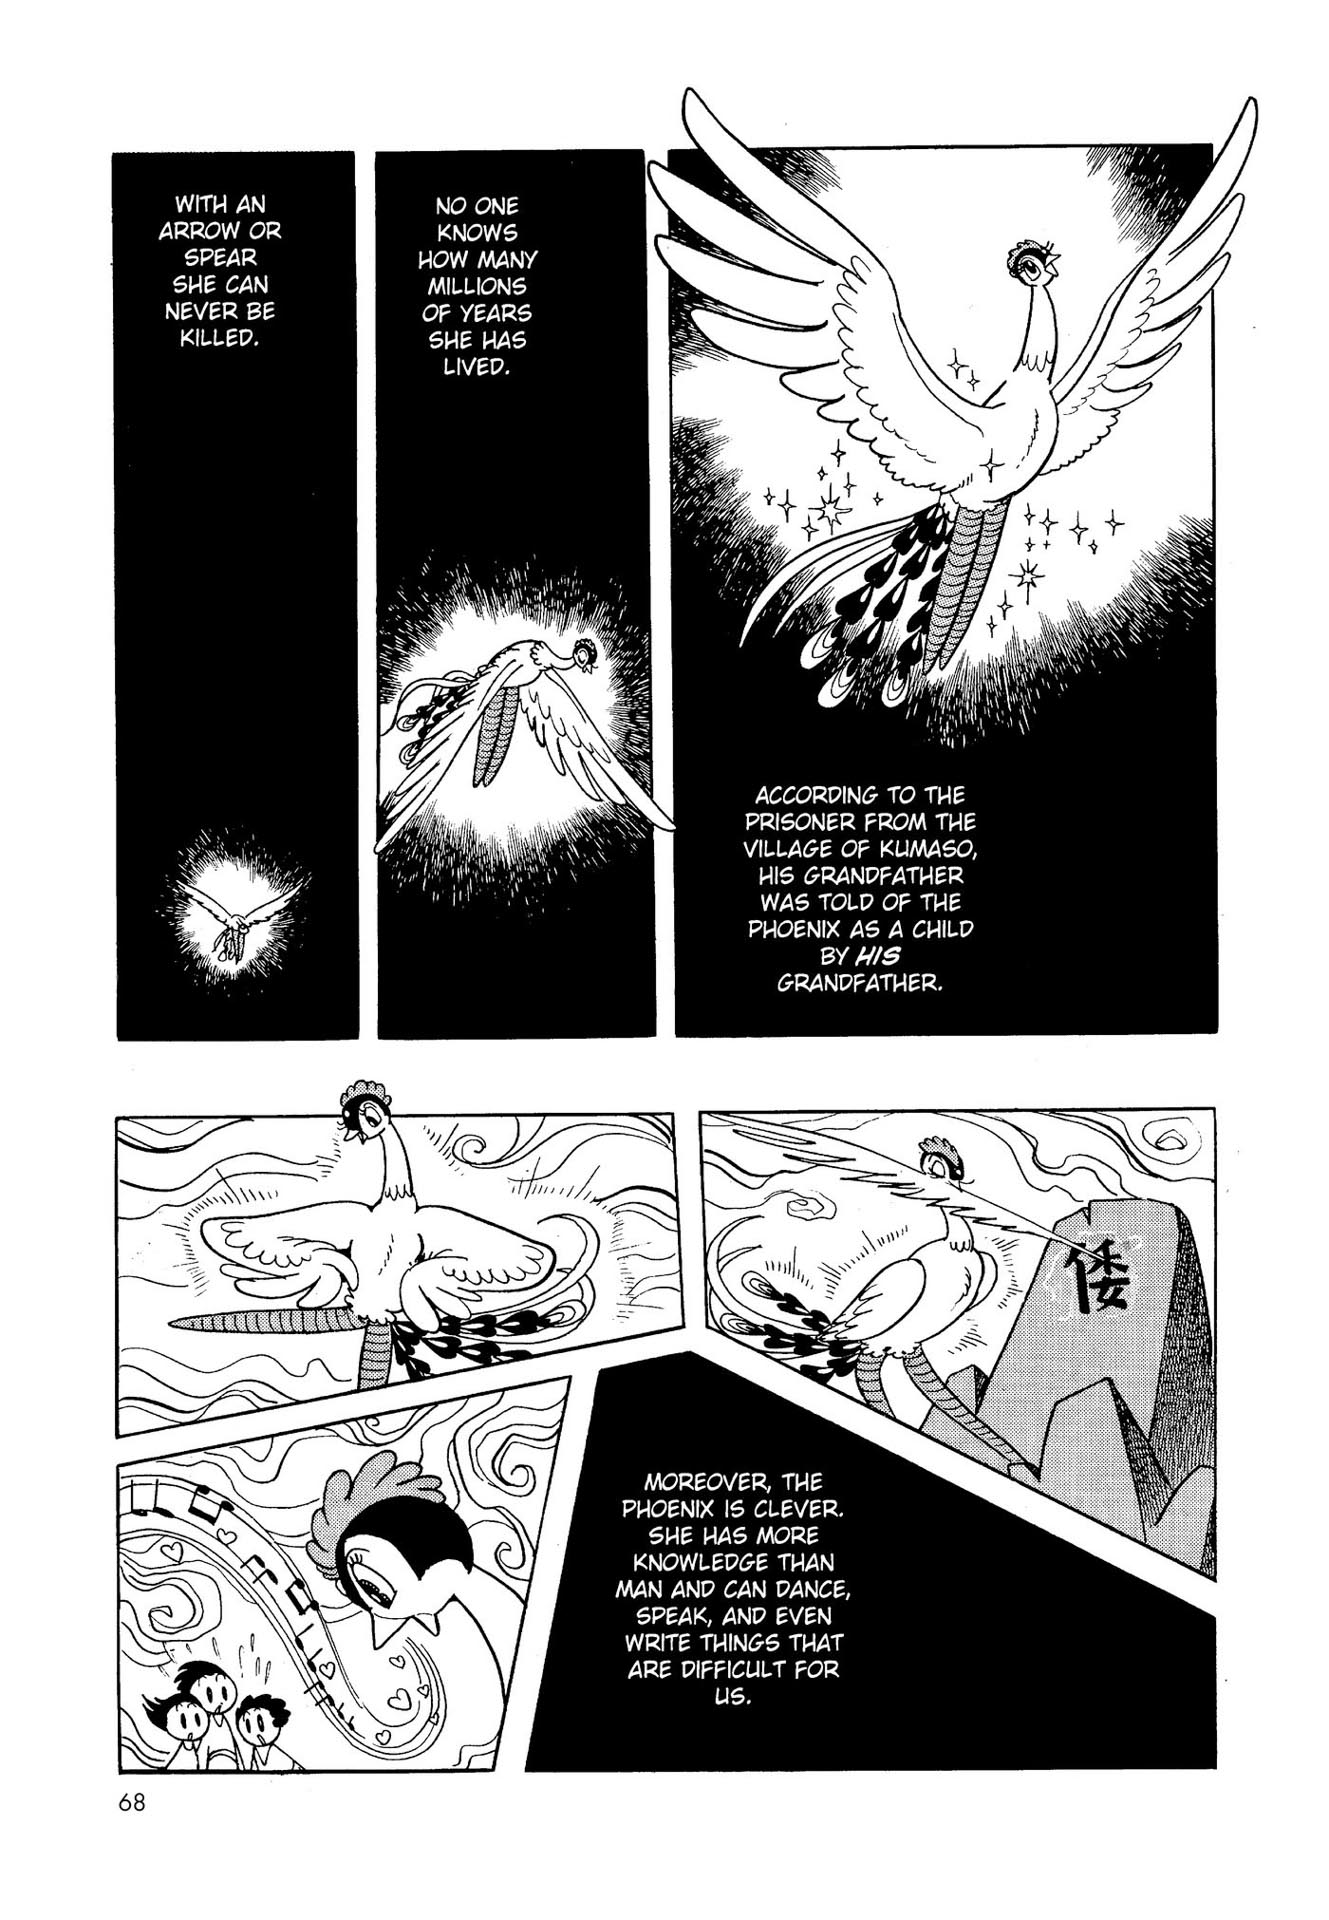 WITH AN
ARROW OR
SPEAR
SHE CAN
NEVER BE
KILLED.
NO ONE
KNOWS
HOW MANY
MILLIONS
OF YEARS
SHE HAS
LIVED.
ACCORDING TO THE
PRISONER FROM THE
VILLAGE OF KUMASO,
HIS GRANDFATHER
WAS TOLD OF THE
PHOENIX AS A CHILD
BY HIS
GRANDFATHER.
倭
MOREOVER, THE
PHOENIX IS CLEVER.
SHE HAS MORE
KNOWLEDGE THAN
MAN AND CAN DANCE,
SPEAK, AND EVEN
WRITE THINGS THAT
ARE DIFFICULT FOR
US.
68